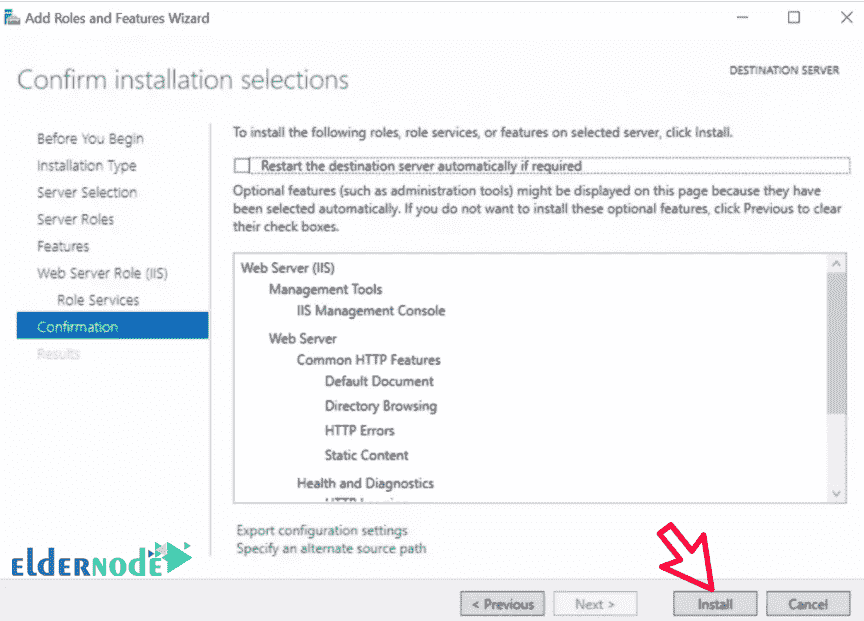 Add Roles and Features Wizard
Confirm installation selections
DESTINATION SERVER
Before You Begin
Installation Type
Server Selection
Server Roles
Features
Web Server Role (IIS)
Role Services
Confirmation
Results
To install the following roles, role services, or features on selected server, click Install.
Restart the destination server automatically if required
Optional features (such as administration tools) might be displayed on this page because they have
been selected automatically. If you do not want to install these optional features, click Previous to clear
their check boxes.
Web Server (IIS)
Management Tools
IIS Management Console
Web Server
Common HTTP Features
Default Document
Directory Browsing
HTTP Errors
Static Content
Health and Diagnostics
Export configuration settings
Specify an alternate source path
elderNode
< Previous
Next >
Install
Cancel